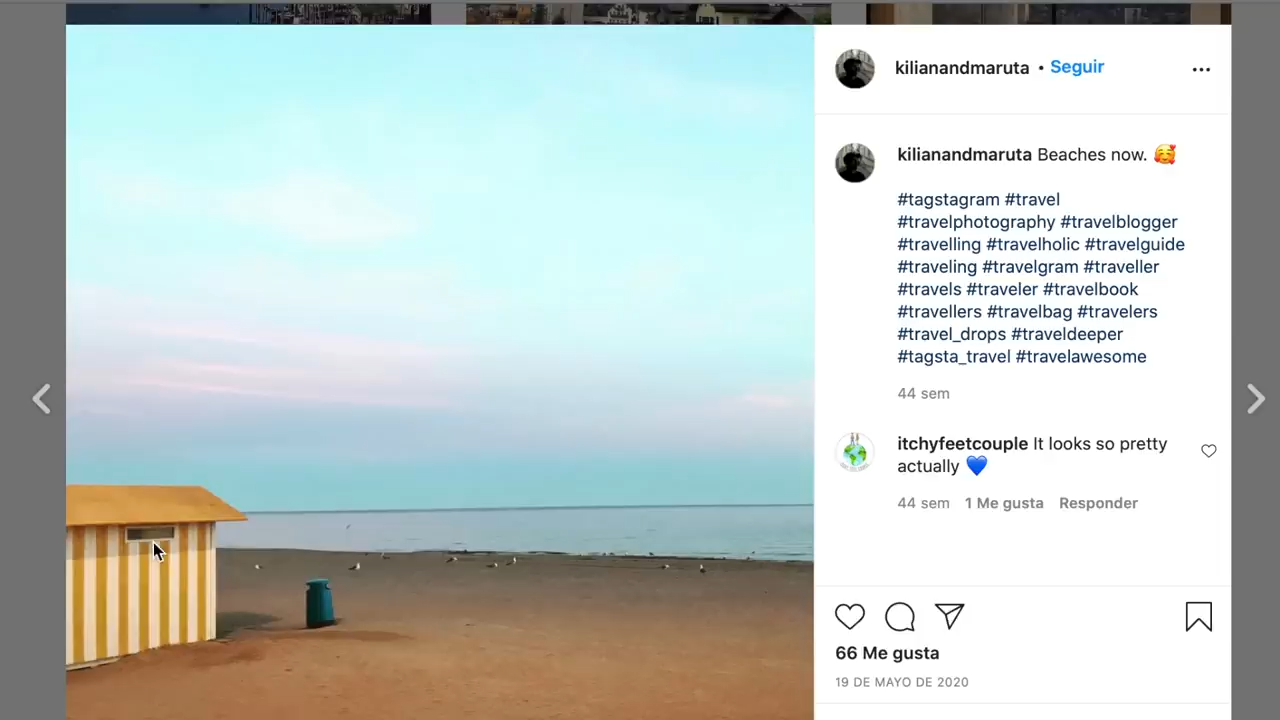 kilianandmaruta • Seguir
kilianandmaruta Beaches now. 🥰
#tagstagram #travel
#travelphotography #travelblogger
#travelling #travelholic #travelguide
#traveling #travelgram #traveller
#travels #traveler #travelbook
#travellers #travelbag #travelers
#travel_drops #traveldeeper
#tagsta_travel #travelawesome
44 sem
itchyfeetcouple It looks so pretty
actually 💙
44 sem 1 Me gusta Responder
66 Me gusta
19 DE MAYO DE 2020